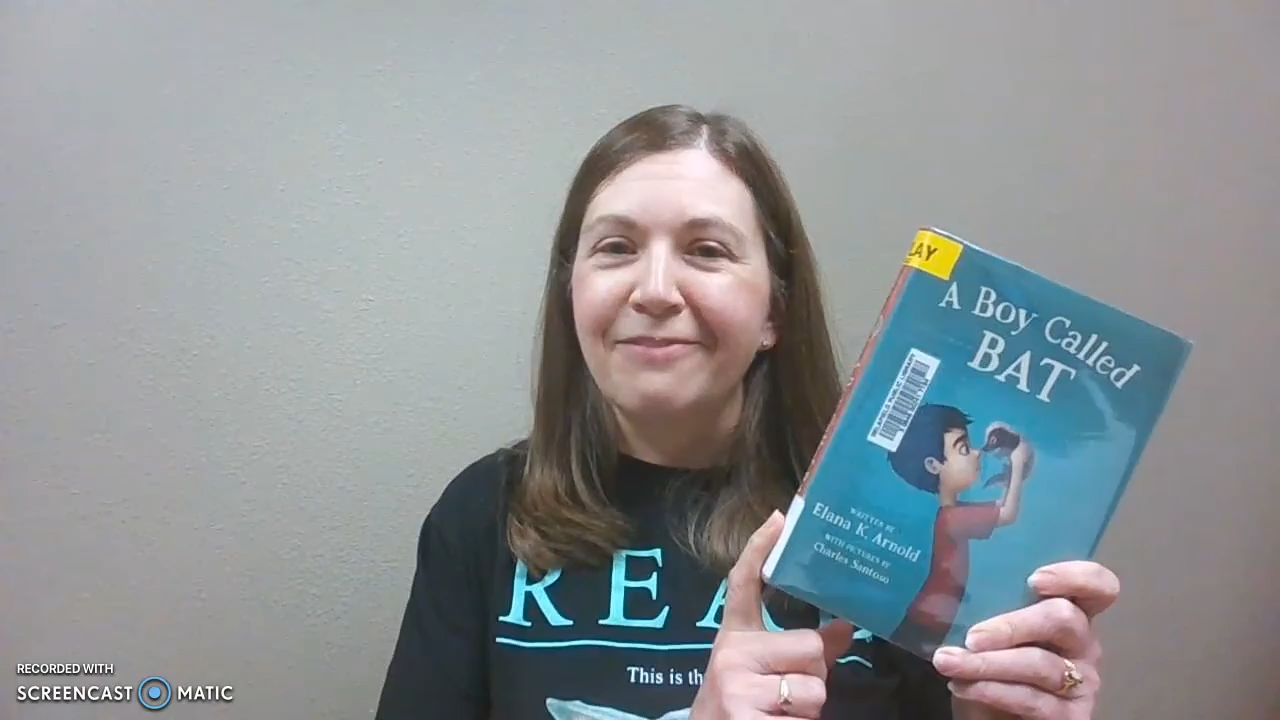 LAY
A Boy Called
BAT
WRITTEN BY
Elana K. Arnold
WITH PICTURES BY
Charles Santoso
REA
This is th
RECORDED WITH
SCREENCAST MATIC